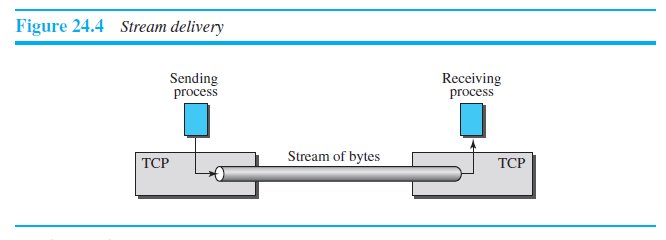 Figure 24.4 Stream delivery
Sending
process
Receiving
process
TCP
Stream of bytes
TCP